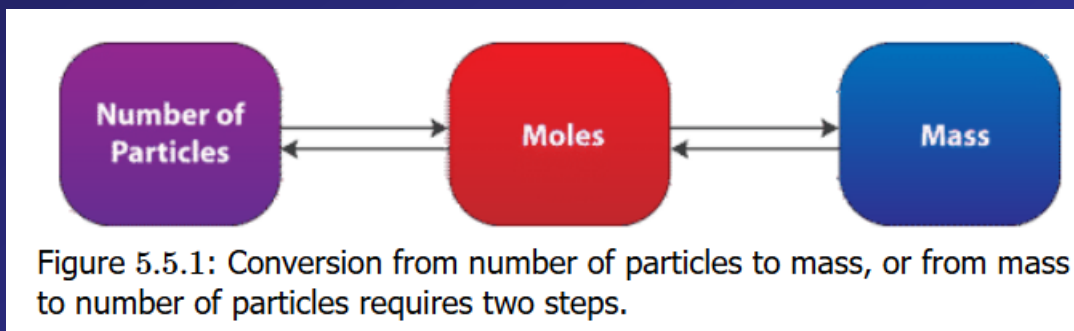 Number of
Particles
Moles
Mass
Figure 5.5.1: Conversion from number of particles to mass, or from mass
to number of particles requires two steps.